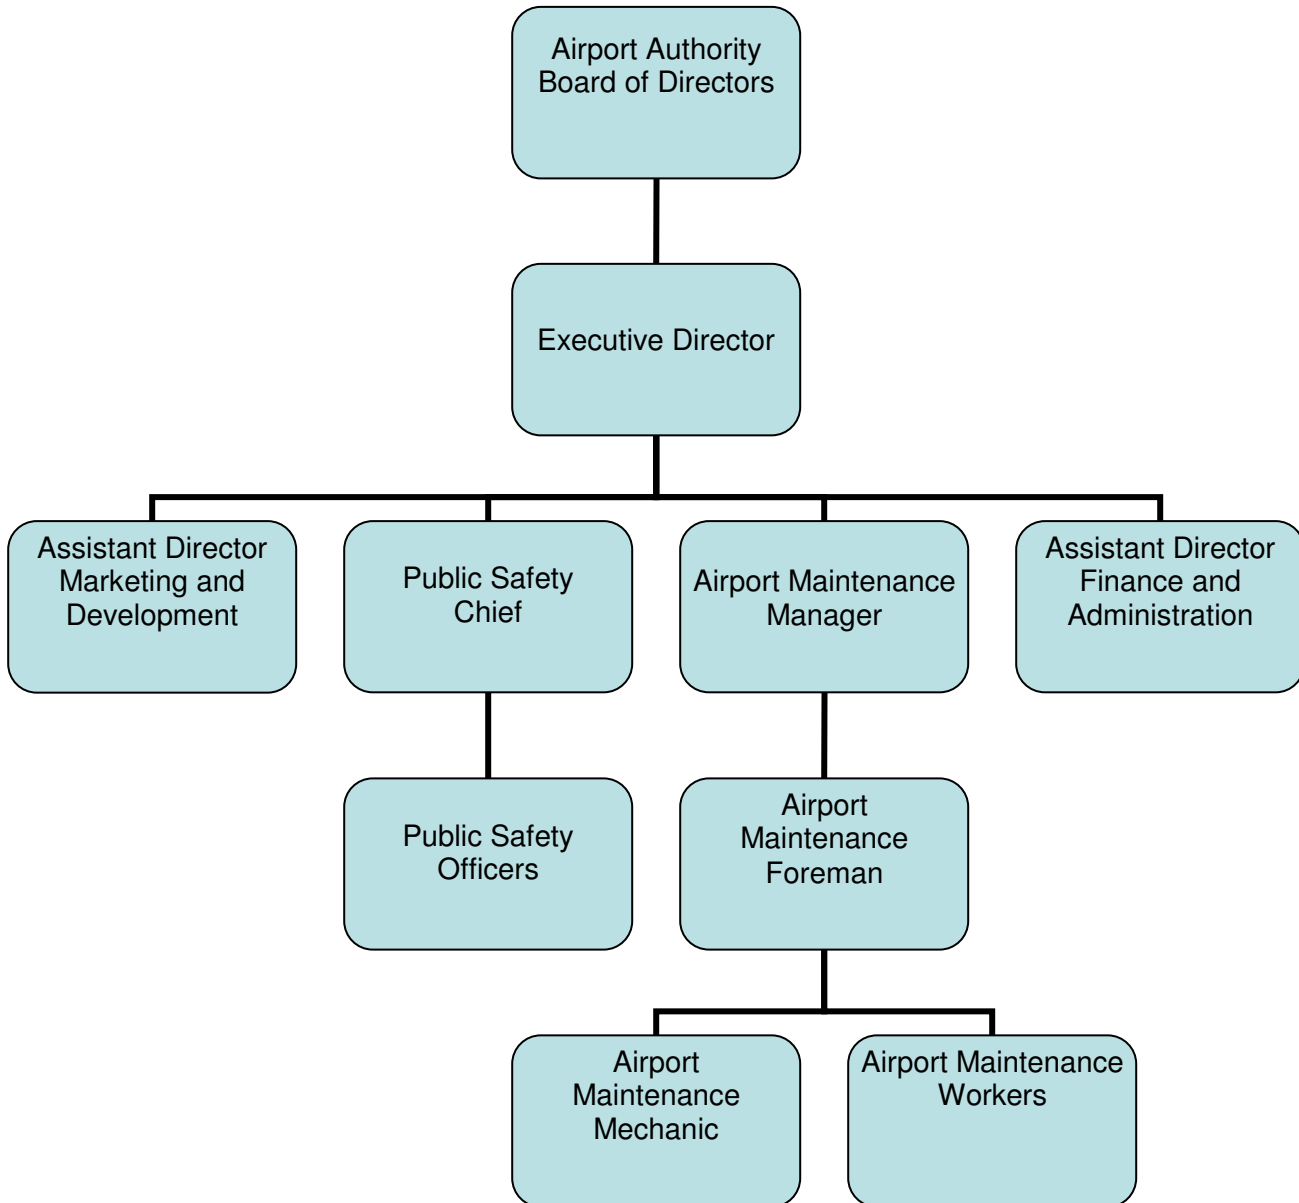 Airport Authority
Board of Directors
Executive Director
Assistant Director
Marketing and
Development
Public Safety
Chief
Airport Maintenance
Manager
Assistant Director
Finance and
Administration
Public Safety
Officers
Airport
Maintenance
Foreman
Airport
Maintenance
Mechanic
Airport Maintenance
Workers